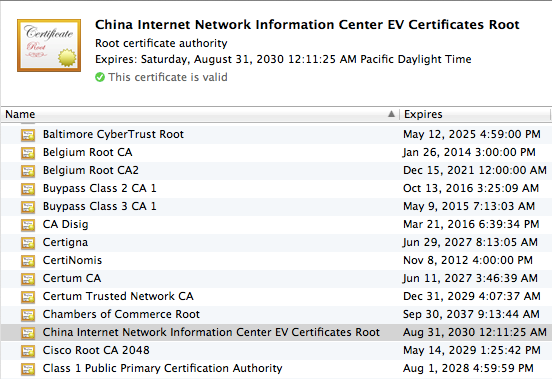 Certificate
Root
China Internet Network Information Center EV Certificates Root
Root certificate authority
Expires: Saturday, August 31, 2030 12:11:25 AM Pacific Daylight Time
This certificate is valid
Name Expires
Baltimore CyberTrust Root May 12, 2025 4:59:00 PM
Belgium Root CA Jan 26, 2014 3:00:00 PM
Belgium Root CA2 Dec 15, 2021 12:00:00 AM
Buypass Class 2 CA 1 Oct 13, 2016 3:25:09 AM
Buypass Class 3 CA 1 May 9, 2015 7:13:03 AM
CA Disig Mar 21, 2016 6:39:34 PM
Certigna Jun 29, 2027 8:13:05 AM
CertiNomis Nov 8, 2012 4:00:00 PM
Certum CA Jun 11, 2027 3:46:39 AM
Certum Trusted Network CA Dec 31, 2029 4:07:37 AM
Chambers of Commerce Root Sep 30, 2037 9:13:44 AM
China Internet Network Information Center EV Certificates Root Aug 31, 2030 12:11:25 AM
Cisco Root CA 2048 May 14, 2029 1:25:42 PM
Class 1 Public Primary Certification Authority Aug 1, 2028 4:59:59 PM